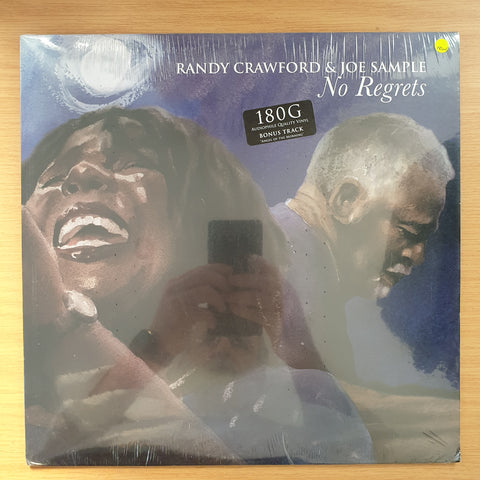 RANDY CRAWFORD & JOE SAMPLE
No Regrets
180G
AUDIOPHILE QUALITY VINYL
BONUS TRACK
"ANGEL OF THE MORNING"